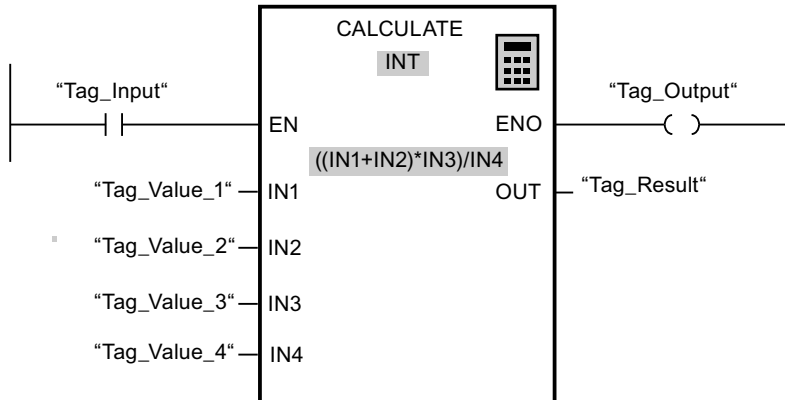 CALCULATE
INT
“Tag_Input“
“Tag_Output“
EN
ENO
((IN1+IN2)*IN3)/IN4
“Tag_Value_1“
IN1
OUT
“Tag_Result“
“Tag_Value_2“
IN2
“Tag_Value_3“
IN3
“Tag_Value_4“
IN4